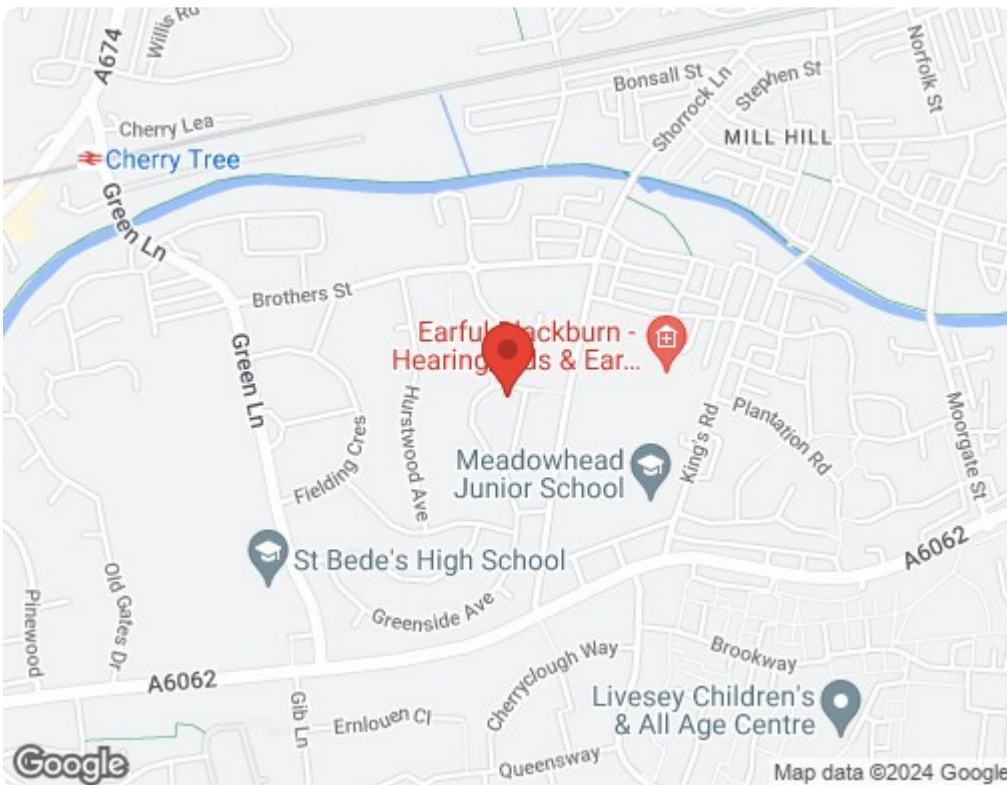 Willis Rd
A674
Norfolk St
Bonsall St
Stephen St
Shorrock Ln
Cherry Lea
MILL HILL
Cherry Tree
Green Ln
Brothers St
Earful Blackburn -
Hearing Aids & Ear...
Green Ln
Hurstwood Ave
Fielding Cres
King's Rd
Plantation Rd
Moorgate St
Meadowhead
Junior School
St Bede's High School
A6062
Old Gates Dr
Pinewood
Greenside Ave
A6062
Gib Ln
Ernlouen Cl
Cherryclough Way
Brookway
Livesey Children's
& All Age Centre
Queensway
Google
Map data ©2024 Google